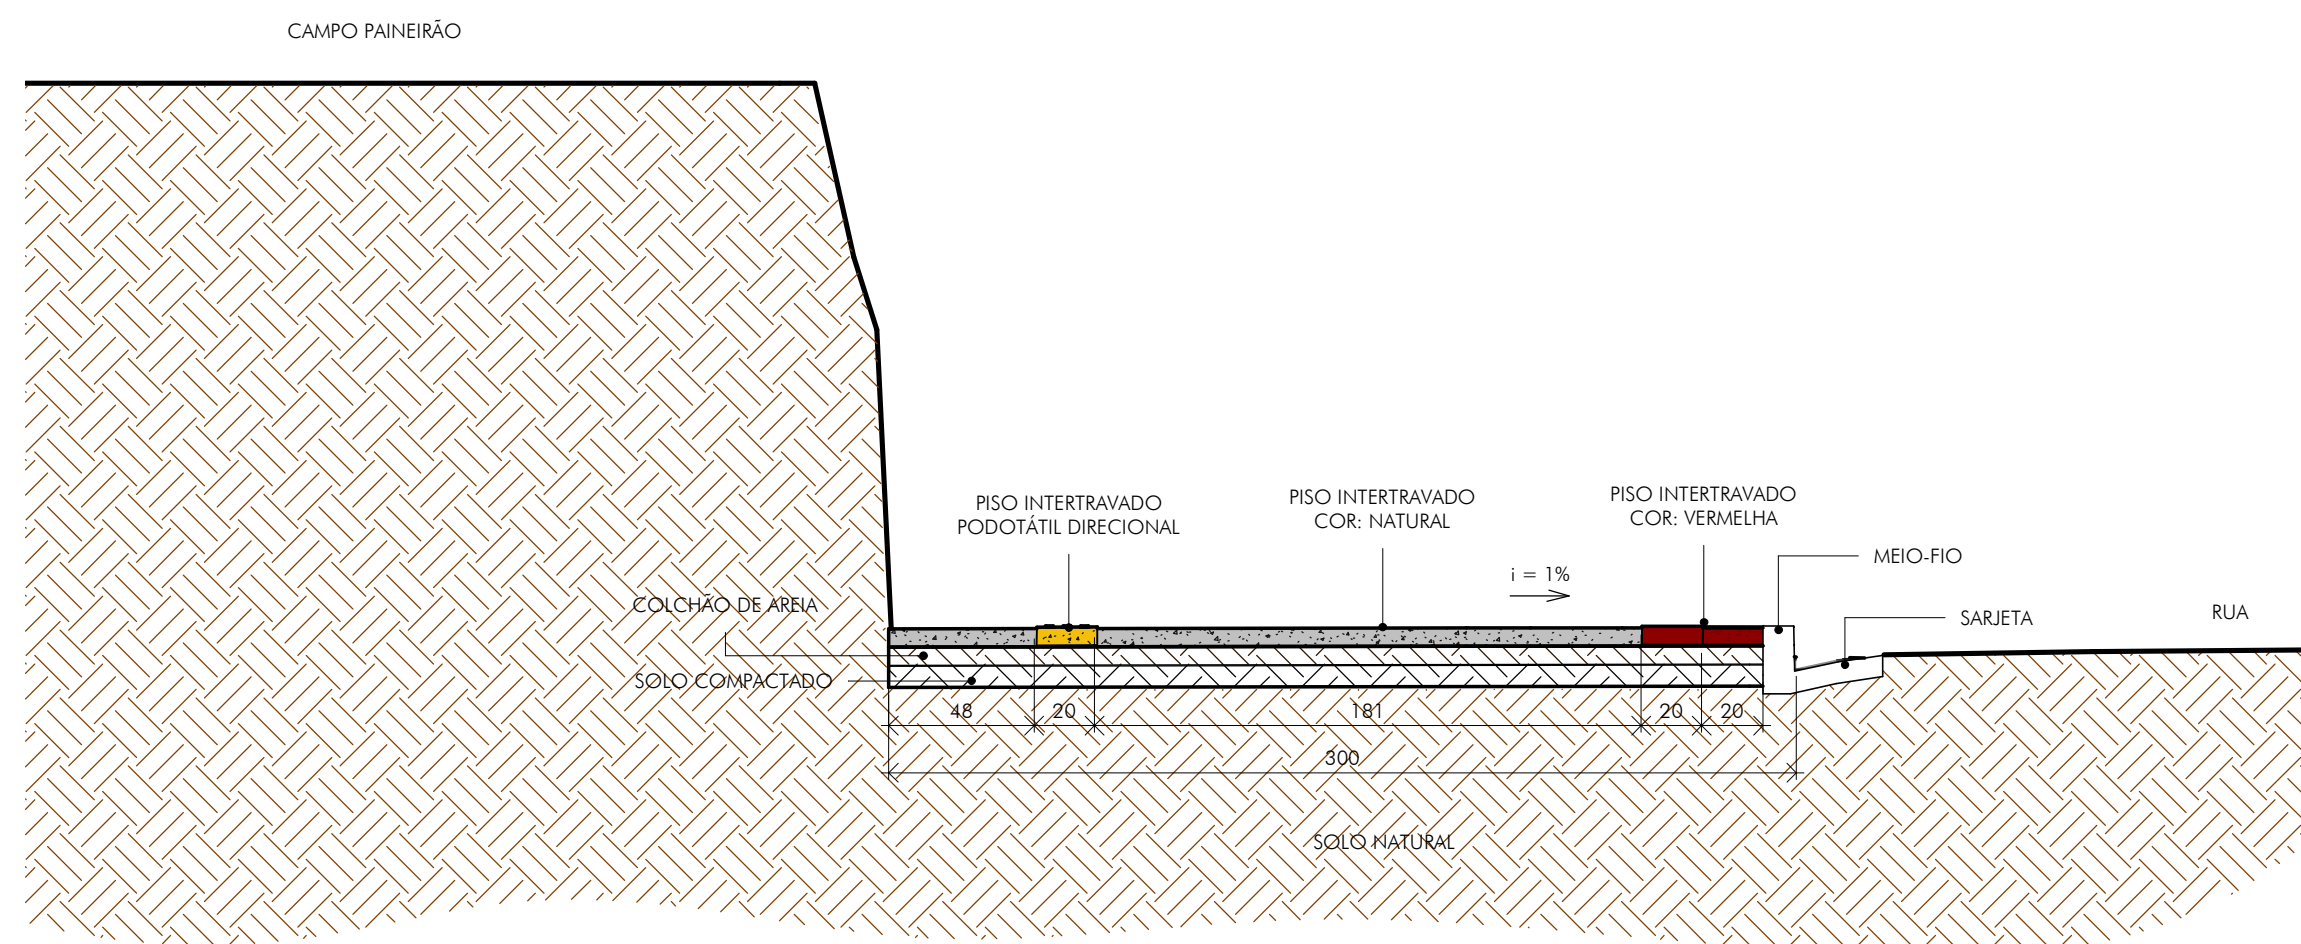 CAMPO PAINEIRÃO
PISO INTERTRAVADO
PODOTÁTIL DIRECIONAL
PISO INTERTRAVADO
COR: NATURAL
PISO INTERTRAVADO
COR: VERMELHA
MEIO-FIO
i = 1%
COLCHÃO DE AREIA
SARJETA
RUA
SOLO COMPACTADO
48
20
181
20
20
300
SOLO NATURAL